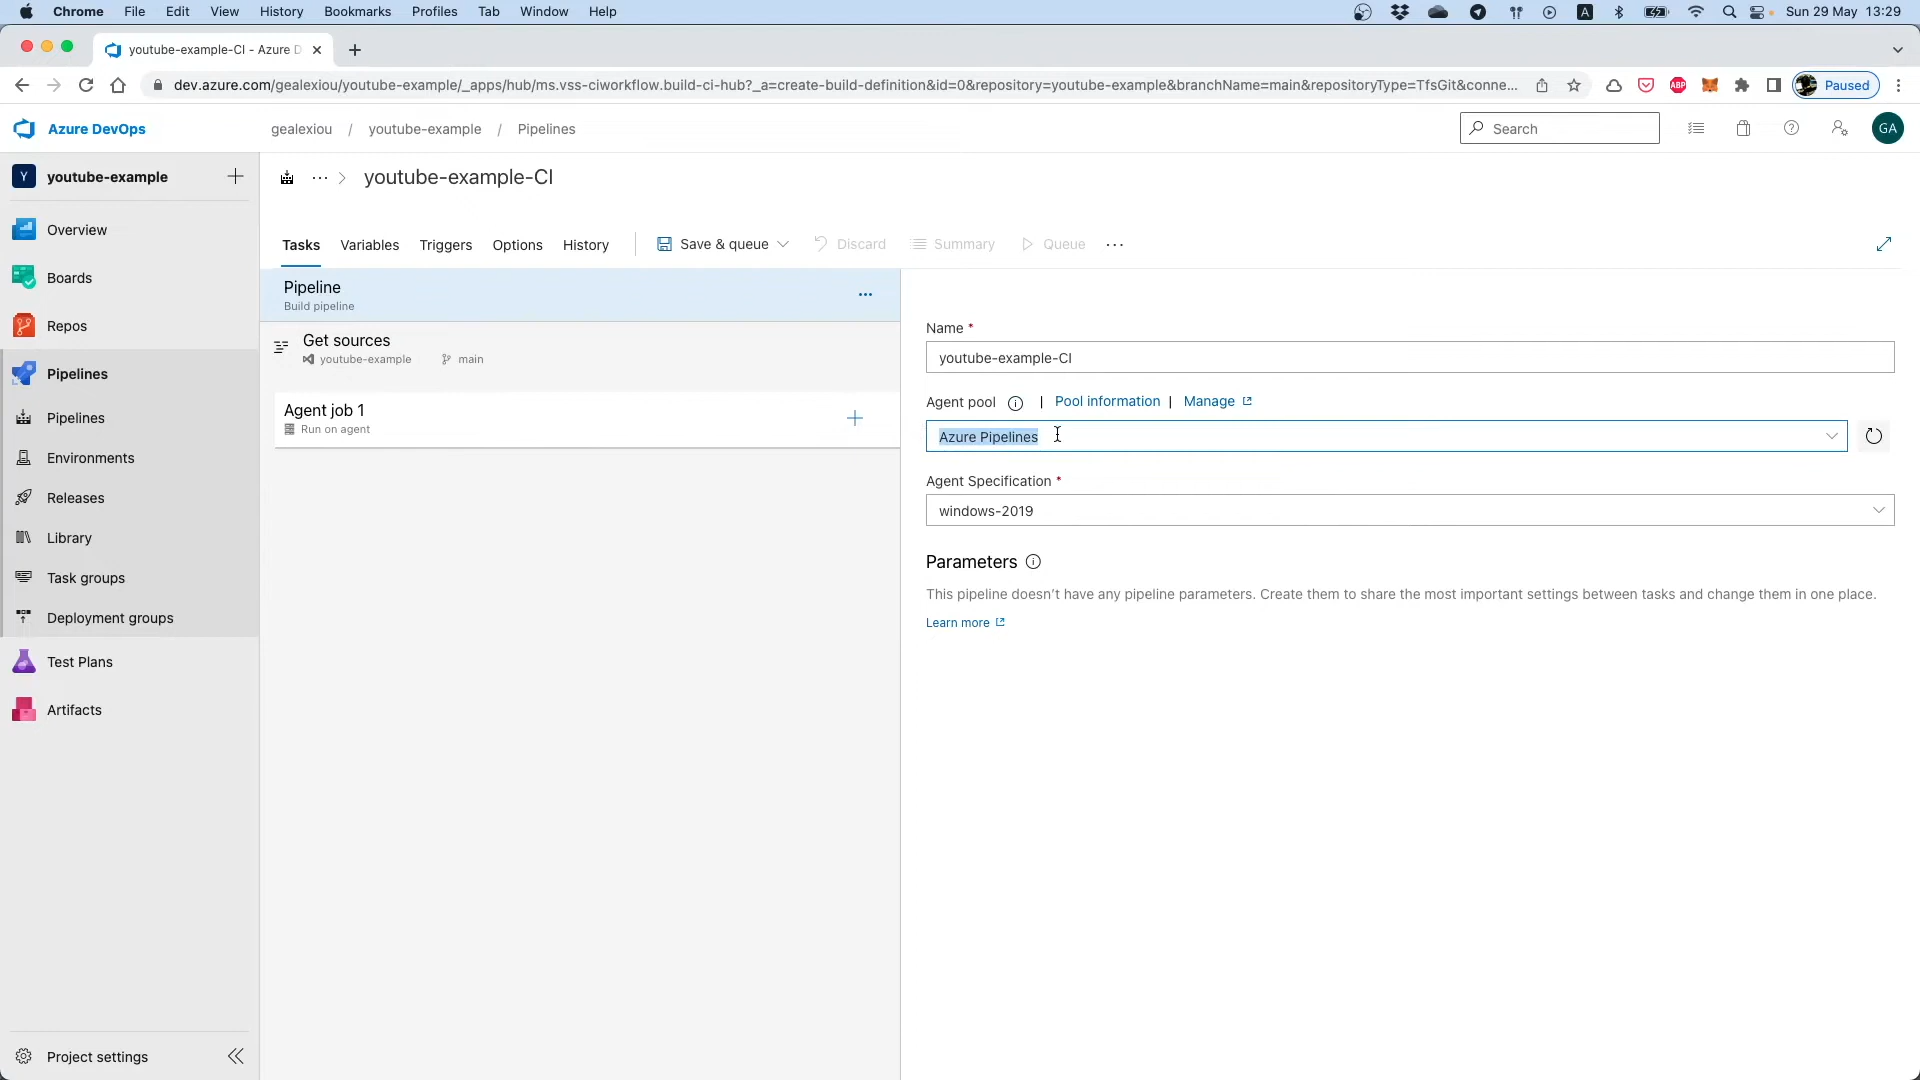 Chrome File Edit View History Bookmarks Profiles Tab Window Help A Sun 29 May 13:29
youtube-example-CI - Azure D
dev.azure.com/gealexiou/youtube-example/_apps/hub/ms.vss-ciworkflow.build-ci-hub?_a=create-build-definition&id=0&repository=youtube-example&branchName=main&repositoryType=TfsGit&conne... ABP Paused
Azure DevOps gealexiou / youtube-example / Pipelines Search GA
Y youtube-example
... > youtube-example-CI
Overview
Boards
Repos
Pipelines
Pipelines
Environments
Releases
Library
Task groups
Deployment groups
Test Plans
Artifacts
Project settings
Tasks Variables Triggers Options History Save & queue Discard Summary Queue ...
Pipeline
Build pipeline
...
Get sources
youtube-example main
Agent job 1
Run on agent
Name *
youtube-example-CI
Agent pool | Pool information | Manage
Azure Pipelines
Agent Specification *
windows-2019
Parameters
This pipeline doesn't have any pipeline parameters. Create them to share the most important settings between tasks and change them in one place.
Learn more